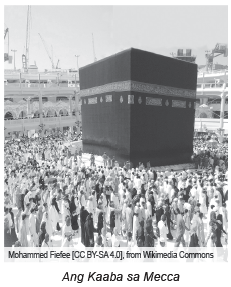 Mohammed Fiefee [CC BY-SA 4.0], from Wikimedia Commons
Ang Kaaba sa Mecca